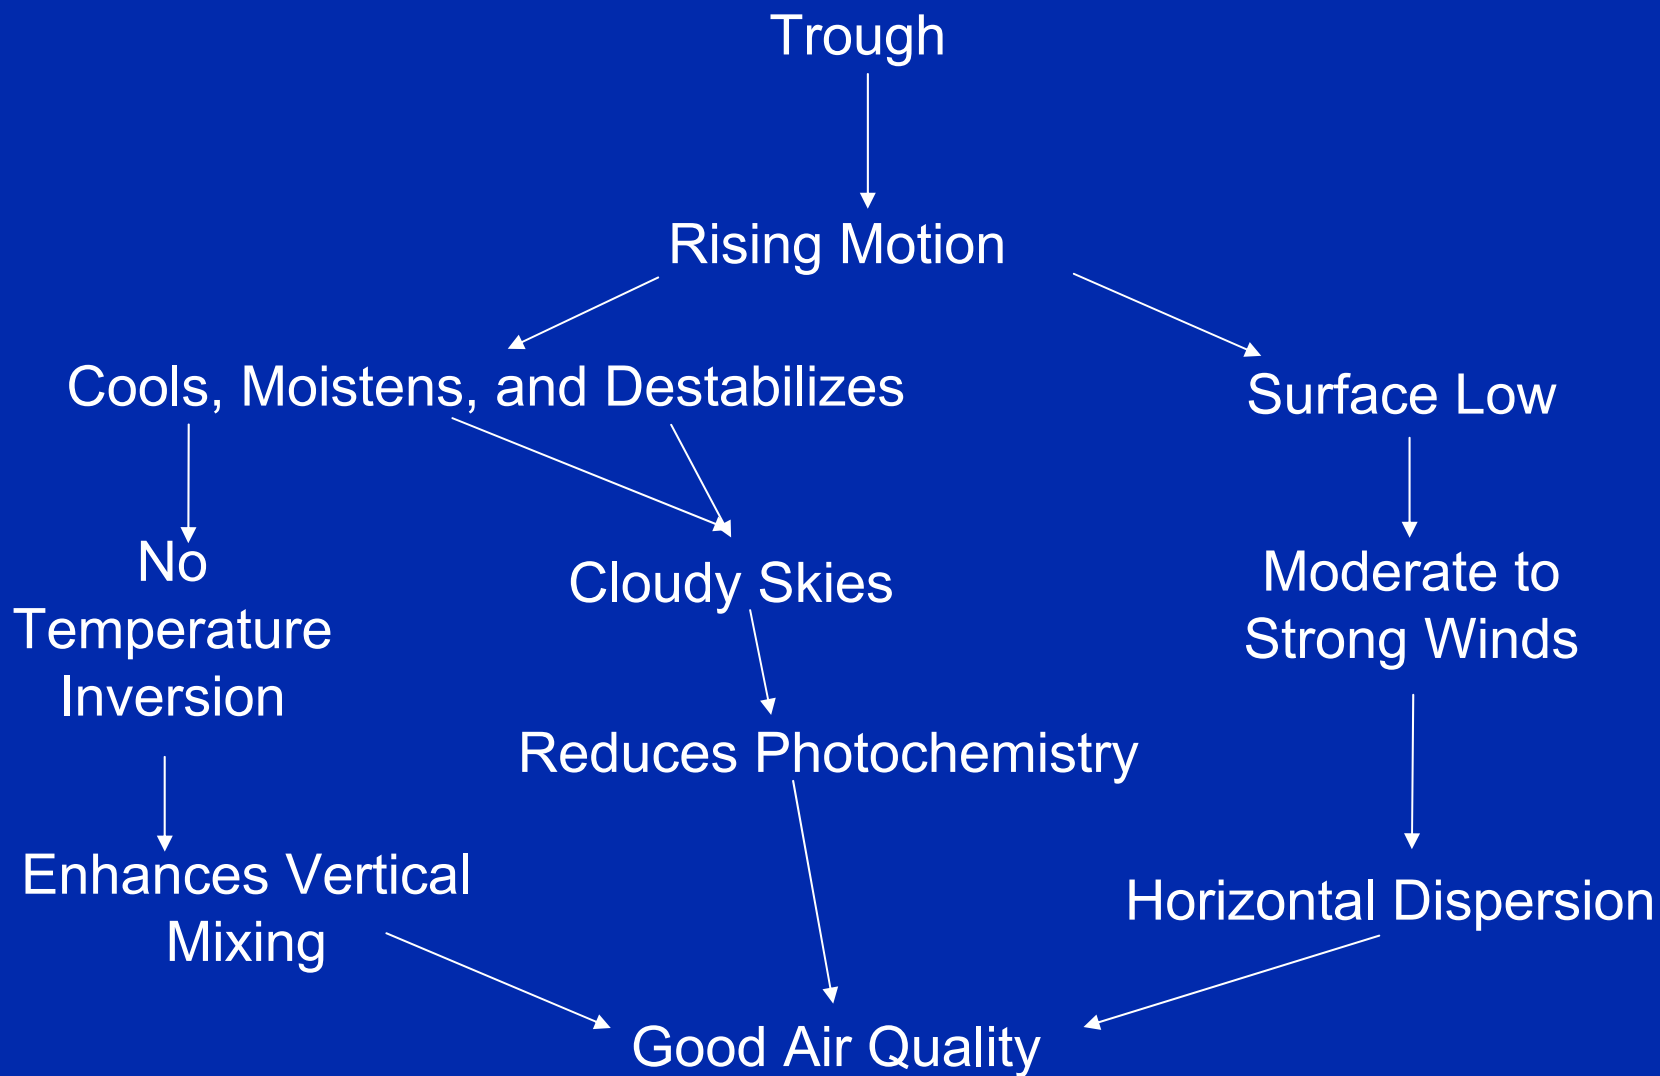 Trough
Rising Motion
Cools, Moistens, and Destabilizes
Surface Low
No
Temperature
Inversion
Cloudy Skies
Moderate to
Strong Winds
Reduces Photochemistry
Enhances Vertical
Mixing
Horizontal Dispersion
Good Air Quality